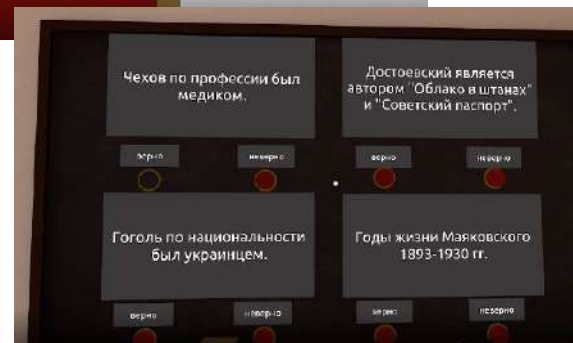 Чехов по профессии был
медиком.
верно
неверно
Достоевский является
автором "Облако в штанах"
и "Советский паспорт".
верно
неверно
Гоголь по национальности
был украинцем.
верно
неверно
Годы жизни Маяковского
1893-1930 гг.
верно
неверно